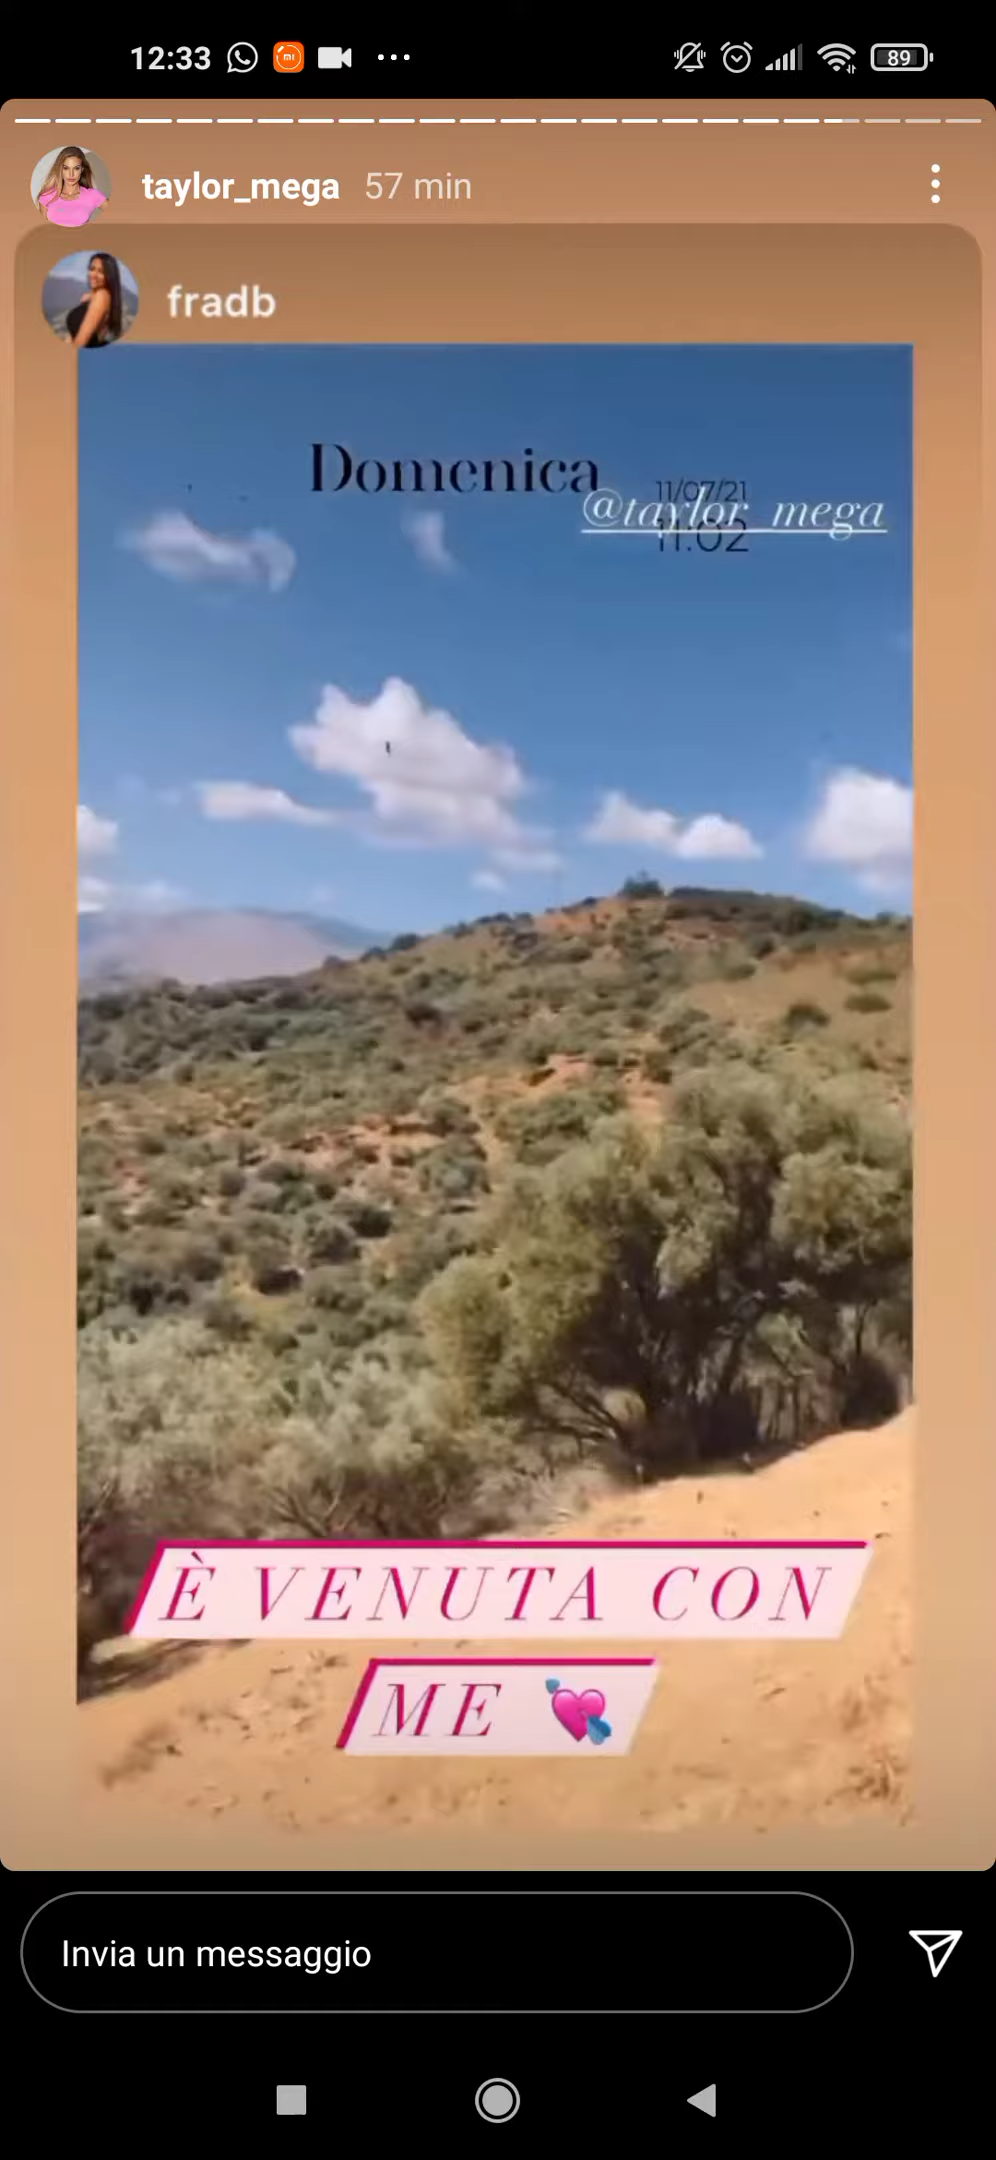 12:33
89
taylor_mega 57 min
fradb
Domenica
11/07/21
@taylor_mega
11:02
È VENUTA CON
ME
Invia un messaggio